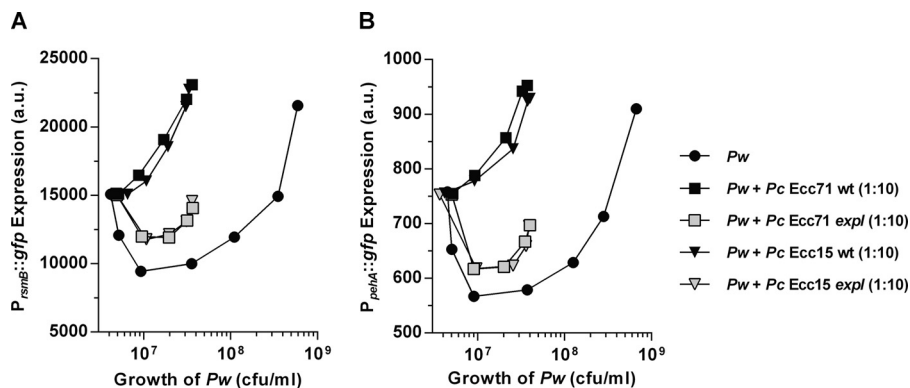 A
P_rsmB::gfp Expression (a.u.)
25000
20000
15000
10000
5000
10^7
10^8
10^9
Growth of Pw (cfu/ml)
B
P_pehA::gfp Expression (a.u.)
1000
900
800
700
600
500
10^7
10^8
10^9
Growth of Pw (cfu/ml)
Pw
Pw + Pc Ecc71 wt (1:10)
Pw + Pc Ecc71 expI (1:10)
Pw + Pc Ecc15 wt (1:10)
Pw + Pc Ecc15 expI (1:10)